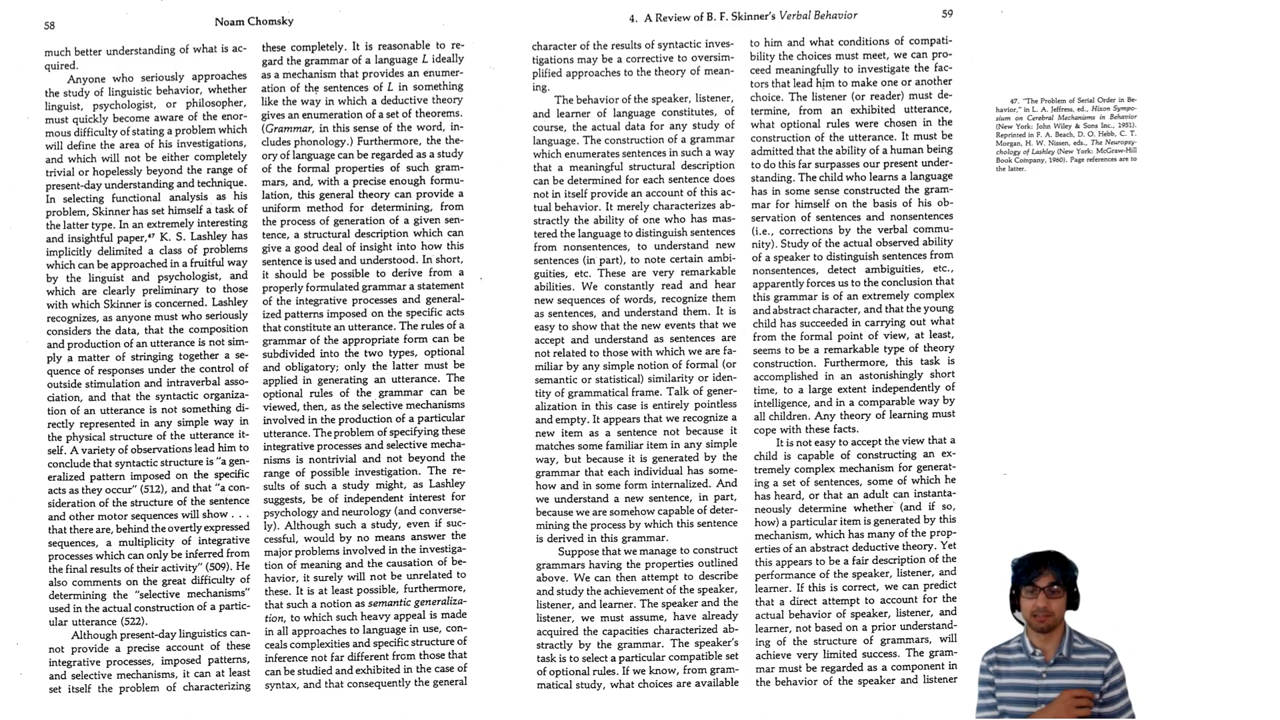 58
Noam Chomsky
much better understanding of what is ac-
quired.
Anyone who seriously approaches
the study of linguistic behavior, whether
linguist, psychologist, or philosopher,
must quickly become aware of the enor-
mous difficulty of stating a problem which
will define the area of his investigations,
and which will not be either completely
trivial or hopelessly beyond the range of
present-day understanding and technique.
In selecting functional analysis as his
problem, Skinner has set himself a task of
the latter type. In an extremely interesting
and insightful paper,⁴⁷ K. S. Lashley has
implicitly delimited a class of problems
which can be approached in a fruitful way
by the linguist and psychologist, and
which are clearly preliminary to those
with which Skinner is concerned. Lashley
recognizes, as anyone must who seriously
considers the data, that the composition
and production of an utterance is not sim-
ply a matter of stringing together a se-
quence of responses under the control of
outside stimulation and intraverbal asso-
ciation, and that the syntactic organiza-
tion of an utterance is not something di-
rectly represented in any simple way in
the physical structure of the utterance it-
self. A variety of observations lead him to
conclude that syntactic structure is "a gen-
eralized pattern imposed on the specific
acts as they occur" (512), and that "a con-
sideration of the structure of the sentence
and other motor sequences will show . . .
that there are, behind the overtly expressed
sequences, a multiplicity of integrative
processes which can only be inferred from
the final results of their activity" (509). He
also comments on the great difficulty of
determining the "selective mechanisms"
used in the actual construction of a partic-
ular utterance (522).
Although present-day linguistics can-
not provide a precise account of these
integrative processes, imposed patterns,
and selective mechanisms, it can at least
set itself the problem of characterizing
these completely. It is reasonable to re-
gard the grammar of a language L ideally
as a mechanism that provides an enumer-
ation of the sentences of L in something
like the way in which a deductive theory
gives an enumeration of a set of theorems.
(Grammar, in this sense of the word, in-
cludes phonology.) Furthermore, the the-
ory of language can be regarded as a study
of the formal properties of such gram-
mars, and, with a precise enough formu-
lation, this general theory can provide a
uniform method for determining, from
the process of generation of a given sen-
tence, a structural description which can
give a good deal of insight into how this
sentence is used and understood. In short,
it should be possible to derive from a
properly formulated grammar a statement
of the integrative processes and general-
ized patterns imposed on the specific acts
that constitute an utterance. The rules of a
grammar of the appropriate form can be
subdivided into the two types, optional
and obligatory; only the latter must be
applied in generating an utterance. The
optional rules of the grammar can be
viewed, then, as the selective mechanisms
involved in the production of a particular
utterance. The problem of specifying these
integrative processes and selective mecha-
nisms is nontrivial and not beyond the
range of possible investigation. The re-
sults of such a study might, as Lashley
suggests, be of independent interest for
psychology and neurology (and converse-
ly). Although such a study, even if suc-
cessful, would by no means answer the
major problems involved in the investiga-
tion of meaning and the causation of be-
havior, it surely will not be unrelated to
these. It is at least possible, furthermore,
that such a notion as semantic generaliza-
tion, to which such heavy appeal is made
in all approaches to language in use, con-
ceals complexities and specific structure of
inference not far different from those that
can be studied and exhibited in the case of
syntax, and that consequently the general
4. A Review of B. F. Skinner's Verbal Behavior
59
character of the results of syntactic inves-
tigations may be a corrective to oversim-
plified approaches to the theory of mean-
ing.
The behavior of the speaker, listener,
and learner of language constitutes, of
course, the actual data for any study of
language. The construction of a grammar
which enumerates sentences in such a way
that a meaningful structural description
can be determined for each sentence does
not in itself provide an account of this ac-
tual behavior. It merely characterizes ab-
stractly the ability of one who has mas-
tered the language to distinguish sentences
from nonsentences, to understand new
sentences (in part), to note certain ambi-
guities, etc. These are very remarkable
abilities. We constantly read and hear
new sequences of words, recognize them
as sentences, and understand them. It is
easy to show that the new events that we
accept and understand as sentences are
not related to those with which we are fa-
miliar by any simple notion of formal (or
semantic or statistical) similarity or iden-
tity of grammatical frame. Talk of gener-
alization in this case is entirely pointless
and empty. It appears that we recognize a
new item as a sentence not because it
matches some familiar item in any simple
way, but because it is generated by the
grammar that each individual has some-
how and in some form internalized. And
we understand a new sentence, in part,
because we are somehow capable of deter-
mining the process by which this sentence
is derived in this grammar.
Suppose that we manage to construct
grammars having the properties outlined
above. We can then attempt to describe
and study the achievement of the speaker,
listener, and learner. The speaker and the
listener, we must assume, have already
acquired the capacities characterized ab-
stractly by the grammar. The speaker's
task is to select a particular compatible set
of optional rules. If we know, from gram-
matical study, what choices are available
to him and what conditions of compati-
bility the choices must meet, we can pro-
ceed meaningfully to investigate the fac-
tors that lead him to make one or another
choice. The listener (or reader) must de-
termine, from an exhibited utterance,
what optional rules were chosen in the
construction of the utterance. It must be
admitted that the ability of a human being
to do this far surpasses our present under-
standing. The child who learns a language
has in some sense constructed the gram-
mar for himself on the basis of his ob-
servation of sentences and nonsentences
(i.e., corrections by the verbal commu-
nity). Study of the actual observed ability
of a speaker to distinguish sentences from
nonsentences, detect ambiguities, etc.,
apparently forces us to the conclusion that
this grammar is of an extremely complex
and abstract character, and that the young
child has succeeded in carrying out what
from the formal point of view, at least,
seems to be a remarkable type of theory
construction. Furthermore, this task is
accomplished in an astonishingly short
time, to a large extent independently of
intelligence, and in a comparable way by
all children. Any theory of learning must
cope with these facts.
It is not easy to accept the view that a
child is capable of constructing an ex-
tremely complex mechanism for generat-
ing a set of sentences, some of which he
has heard, or that an adult can instanta-
neously determine whether (and if so,
how) a particular item is generated by this
mechanism, which has many of the prop-
erties of an abstract deductive theory. Yet
this appears to be a fair description of the
performance of the speaker, listener, and
learner. If this is correct, we can predict
that a direct attempt to account for the
actual behavior of speaker, listener, and
learner, not based on a prior understand-
ing of the structure of grammars, will
achieve very limited success. The gram-
mar must be regarded as a component in
the behavior of the speaker and listener
47. "The Problem of Serial Order in Be-
havior," in L. A. Jeffress, ed., Hixon Sympo-
sium on Cerebral Mechanisms in Behavior
(New York: John Wiley & Sons Inc., 1951).
Reprinted in F. A. Beach, D. O. Hebb, C. T.
Morgan, H. W. Nissen, eds., The Neuropsy-
chology of Lashley (New York: McGraw-Hill
Book Company, 1960). Page references are to
the latter.